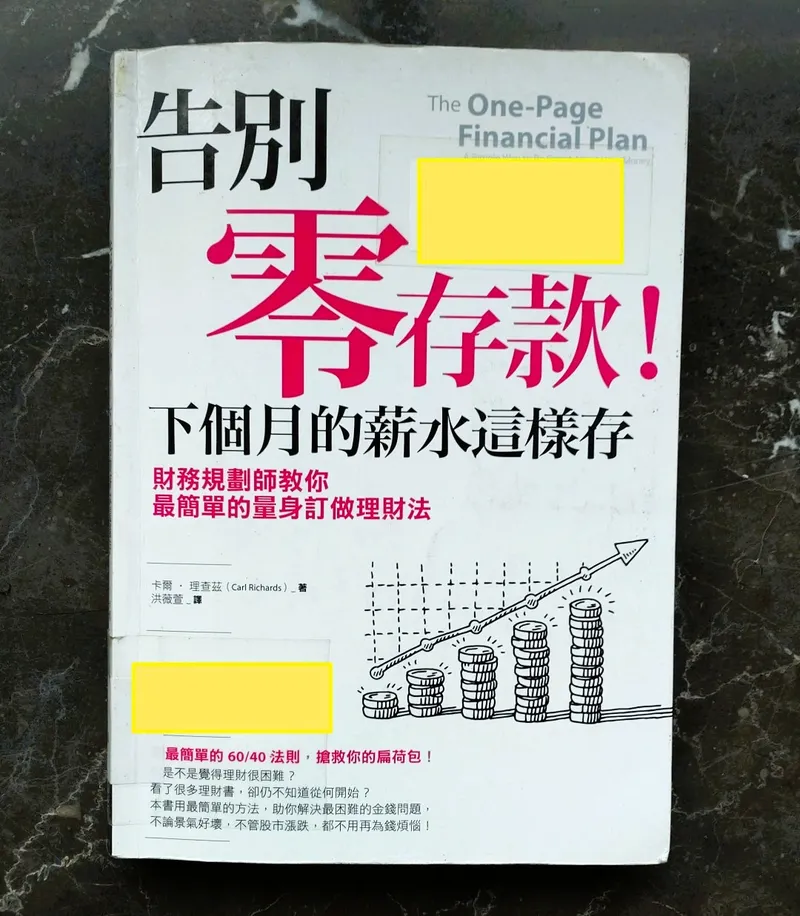 告別
The One-Page
Financial Plan
零存款！
下個月的薪水這樣存
財務規劃師教你
最簡單的量身訂做理財法
卡爾・理查茲（Carl Richards）_著
洪薇萱_譯
最簡單的 60/40 法則，搶救你的扁荷包！
是不是覺得理財很困難？
看了很多理財書，卻仍不知道從何開始？
本書用最簡單的方法，助你解決最困難的金錢問題，
不論景氣好壞，不管股市漲跌，都不用再為錢煩惱！